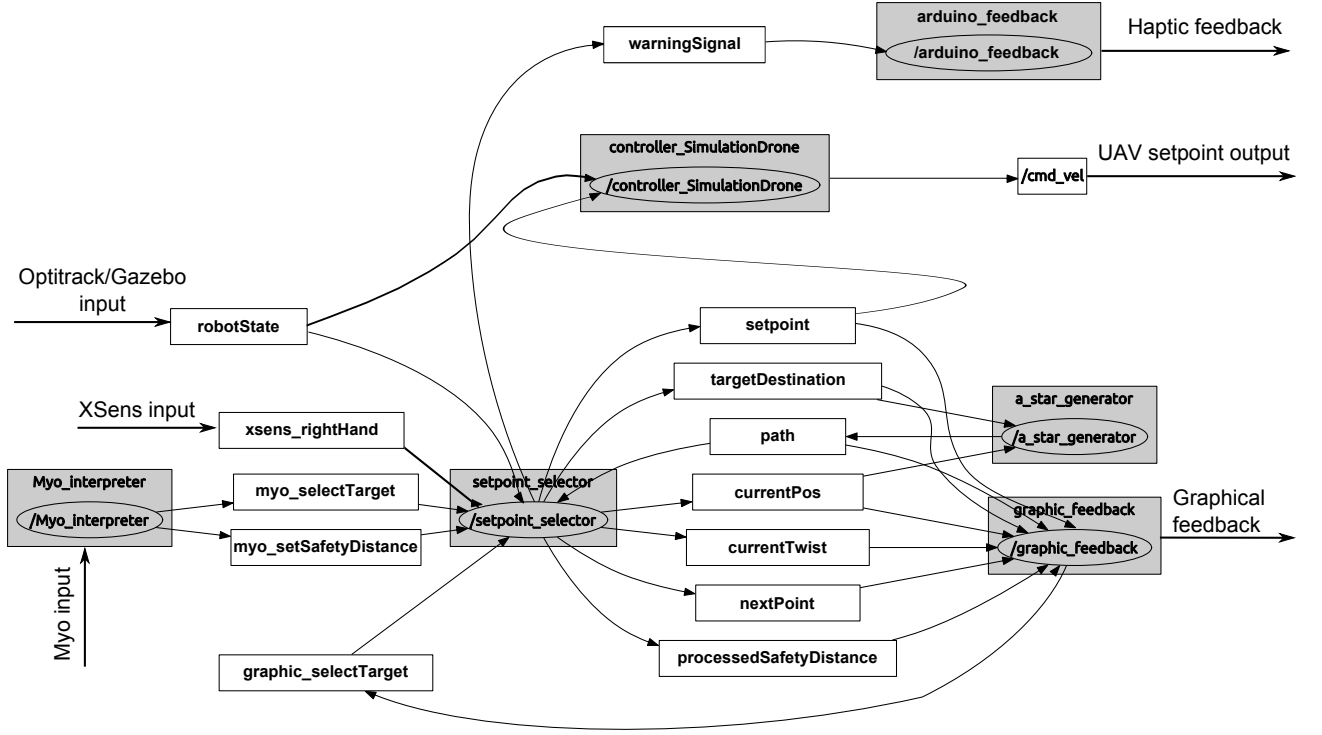 arduino_feedback
Haptic feedback
warningSignal
/arduino_feedback
controller_SimulationDrone
UAV setpoint output
/controller_SimulationDrone
/cmd_vel
Optitrack/Gazebo
input
robotState
setpoint
targetDestination
a_star_generator
XSens input
xsens_rightHand
path
/a_star_generator
Myo_interpreter
setpoint_selector
myo_selectTarget
currentPos
/Myo_interpreter
/setpoint_selector
graphic_feedback
Graphical
feedback
myo_setSafetyDistance
currentTwist
/graphic_feedback
Myo input
nextPoint
processedSafetyDistance
graphic_selectTarget